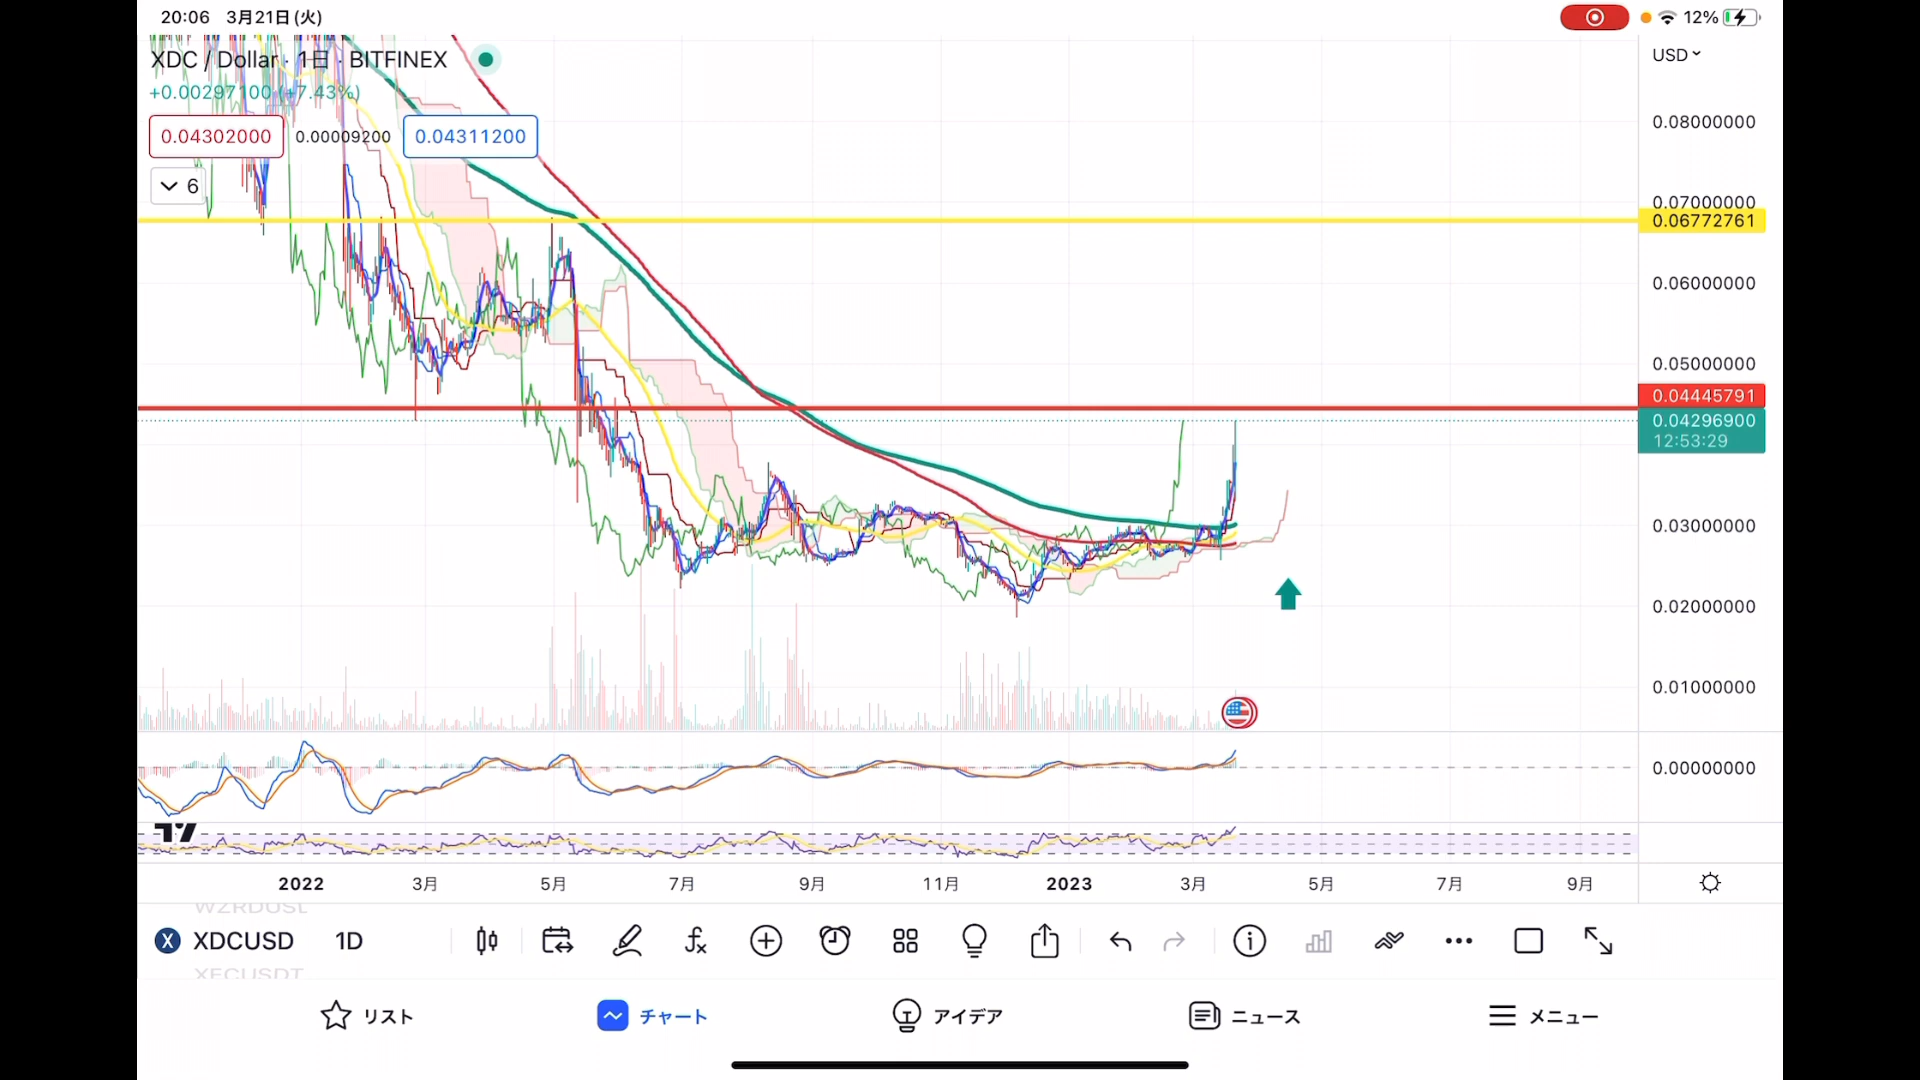 20:06 3月21日(火)
12%
XDC / Dollar · 1日 · BITFINEX
USD
+0.00297100 (+7.43%)
0.04302000 0.00009200 0.04311200
6
0.08000000
0.07000000
0.06772761
0.06000000
0.05000000
0.04445791
0.04296900
12:53:29
0.03000000
0.02000000
0.01000000
0.00000000
2022 3月 5月 7月 9月 11月 2023 3月 5月 7月 9月
WZRDUSD
XDCUSD 1D
XECUSDT
リスト チャート アイデア ニュース メニュー